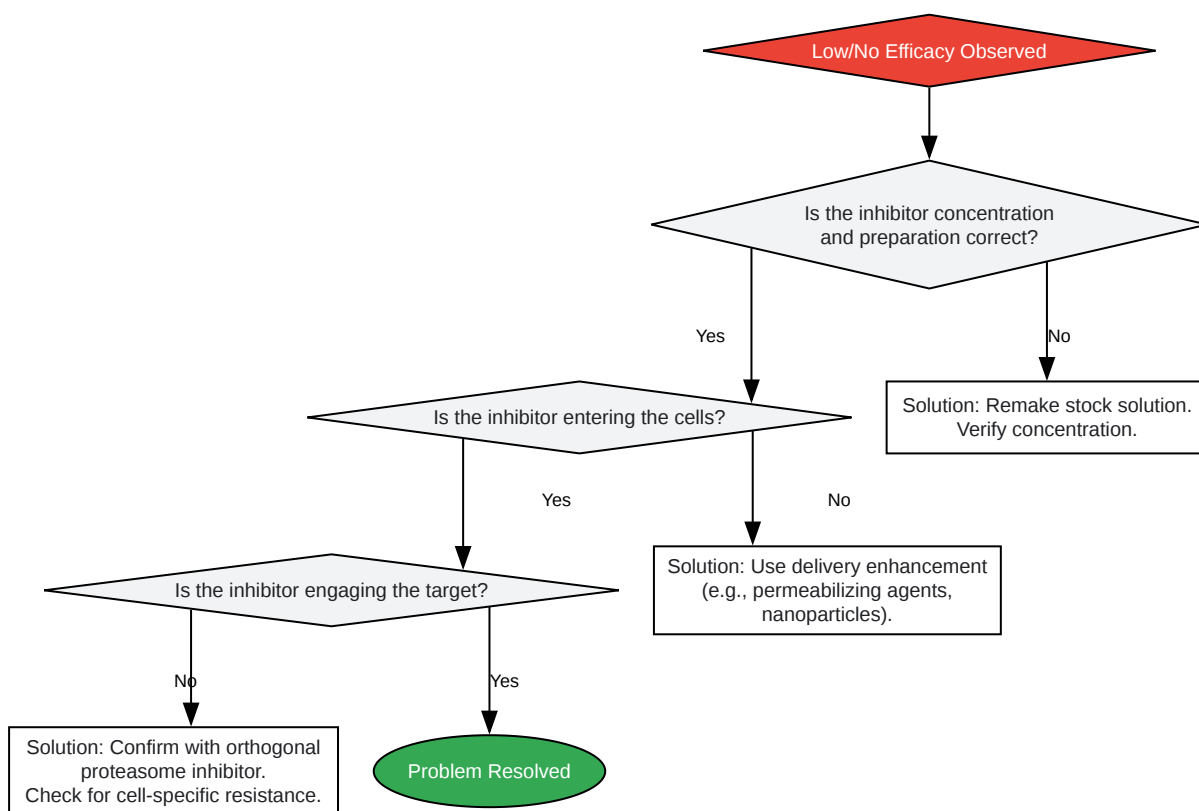 Low/No Efficacy Observed
Is the inhibitor concentration
and preparation correct?
Yes
No
Is the inhibitor entering the cells?
Solution: Remake stock solution.
Verify concentration.
Yes
No
Is the inhibitor engaging the target?
Solution: Use delivery enhancement
(e.g., permeabilizing agents,
nanoparticles).
No
Yes
Solution: Confirm with orthogonal
proteasome inhibitor.
Check for cell-specific resistance.
Problem Resolved